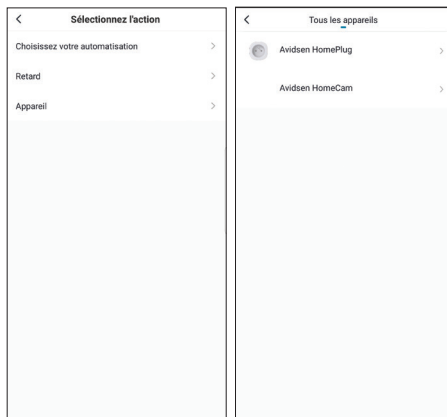 Sélectionnez l'action
Choisissez votre automatisation
Retard
Appareil
Tous les appareils
Avidsen HomePlug
Avidsen HomeCam